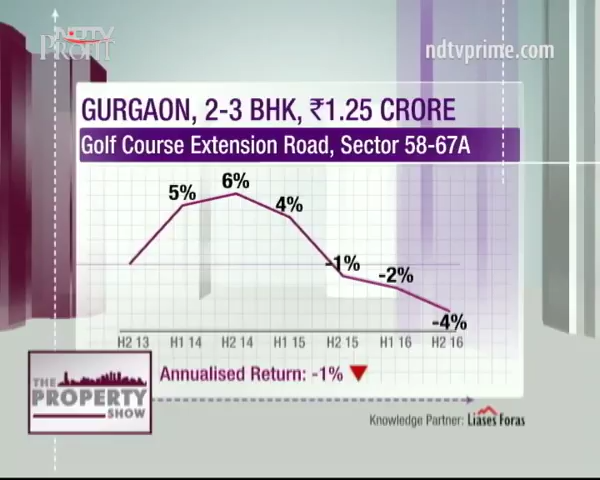 NDTV
PROFIT
ndtvprime.com
GURGAON, 2-3 BHK, ₹1.25 CRORE
Golf Course Extension Road, Sector 58-67A
5%
6%
4%
-1%
-2%
-4%
H2 13
H1 14
H2 14
H1 15
H2 15
H1 16
H2 16
Annualised Return: -1%
THE
PROPERTY
SHOW
Knowledge Partner: Liases Foras